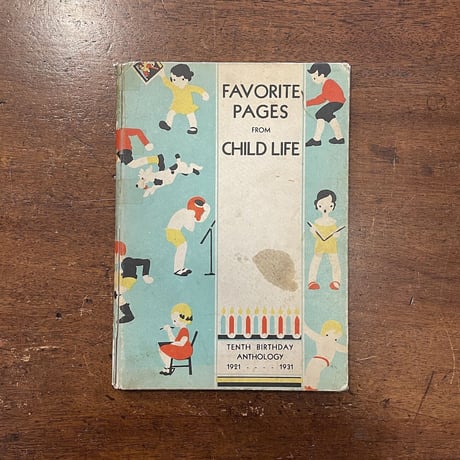 FAVORITE
PAGES
FROM
CHILD LIFE
TENTH BIRTHDAY
ANTHOLOGY
1921 . . . . 1931